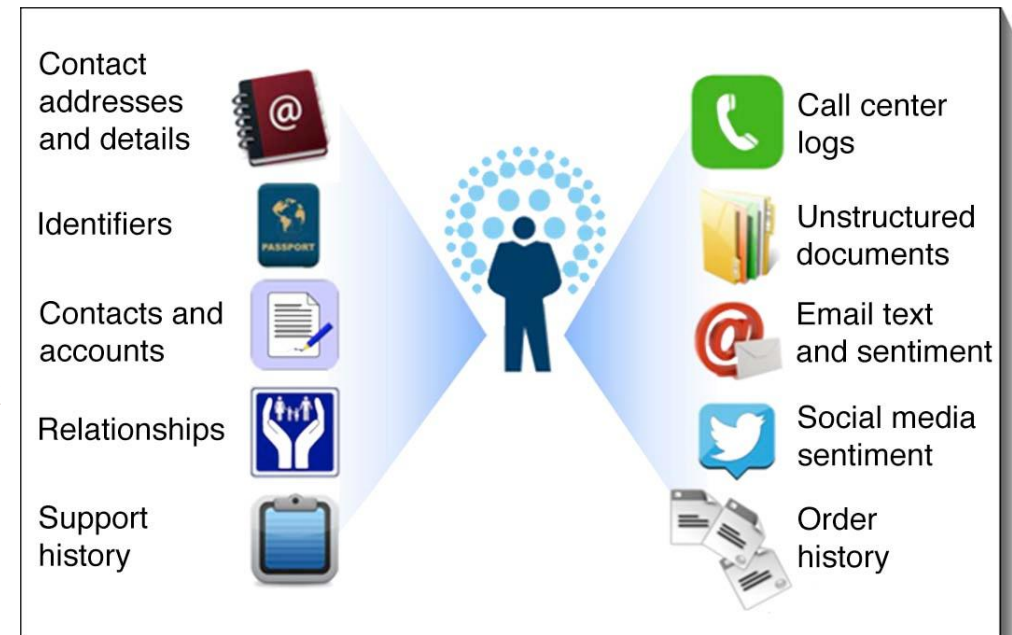 Contact
addresses
and details
@
Identifiers
PASSPORT
Contacts and
accounts
Relationships
Support
history
Call center
logs
Unstructured
documents
@
Email text
and sentiment
Social media
sentiment
Order
history